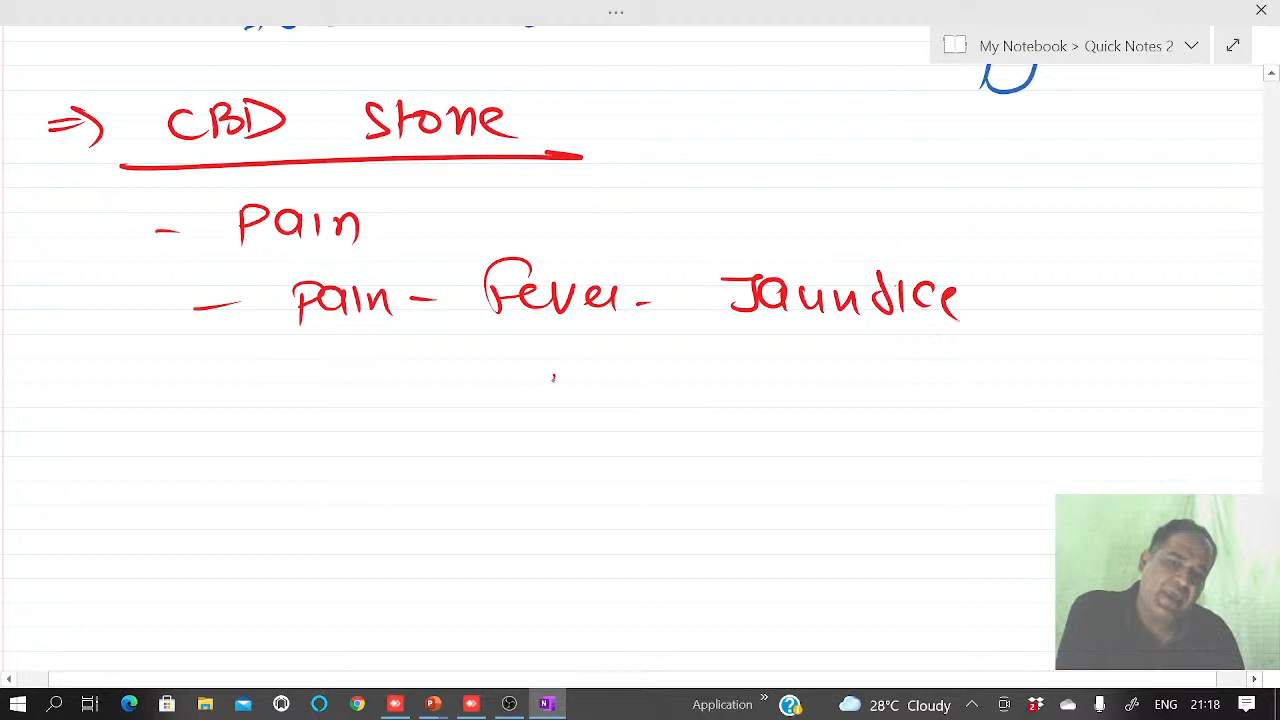 My Notebook > Quick Notes 2
⇒ CBD Stone
- Pain
- Pain - Fever - Jaundice
Application
28°C Cloudy
ENG
21:18